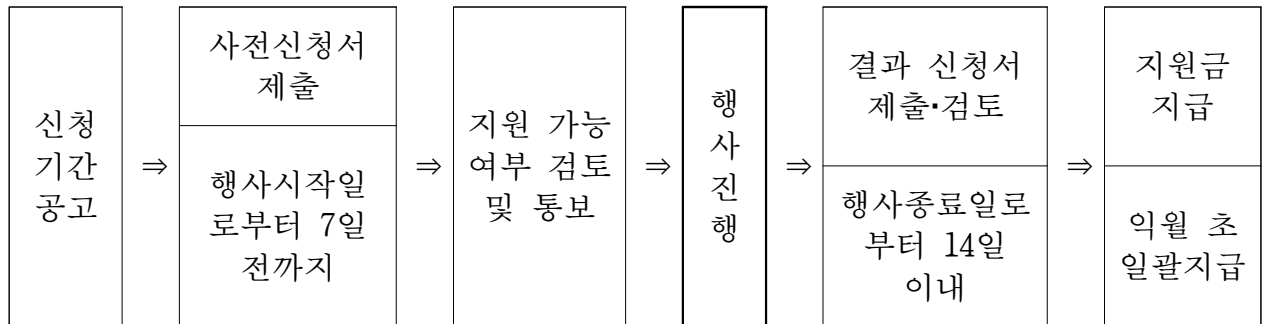 신청
기간
공고
⇒
사전신청서
제출
행사시작일
로부터 7일
전까지
⇒
지원 가능
여부 검토
및 통보
⇒
행
사
진
행
⇒
결과 신청서
제출·검토
행사종료일로
부터 14일
이내
⇒
지원금
지급
익월 초
일괄지급